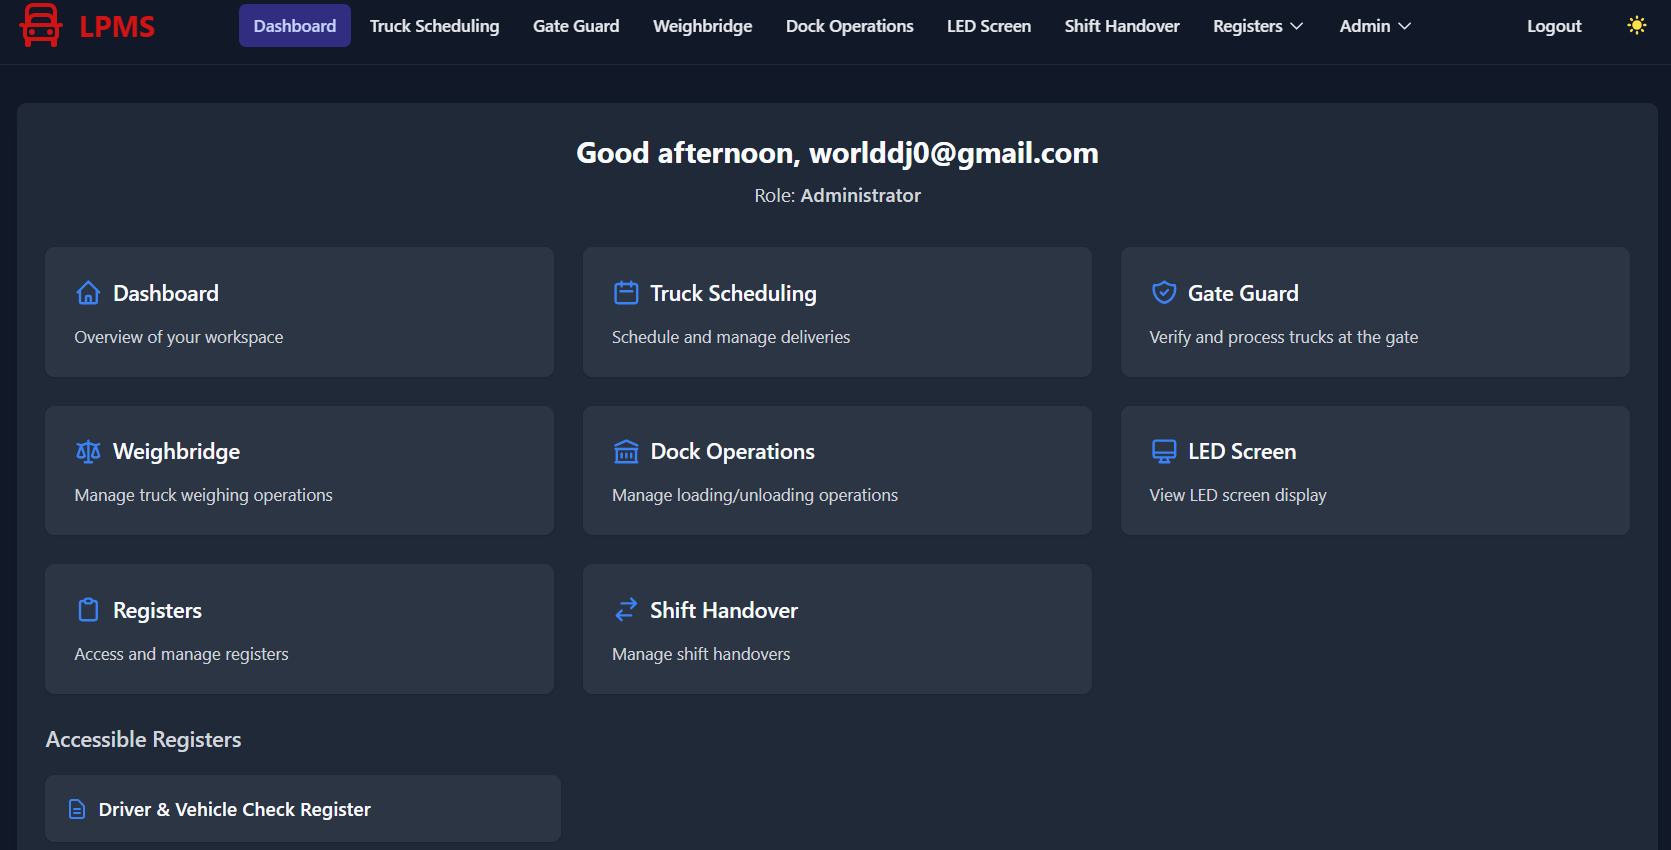 LPMS Dashboard Truck Scheduling Gate Guard Weighbridge Dock Operations LED Screen Shift Handover Registers Admin Logout
Good afternoon, worlddj0@gmail.com
Role: Administrator
Dashboard
Overview of your workspace
Truck Scheduling
Schedule and manage deliveries
Gate Guard
Verify and process trucks at the gate
Weighbridge
Manage truck weighing operations
Dock Operations
Manage loading/unloading operations
LED Screen
View LED screen display
Registers
Access and manage registers
Shift Handover
Manage shift handovers
Accessible Registers
Driver & Vehicle Check Register